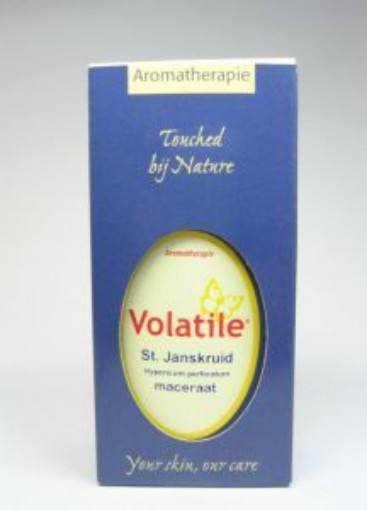 Aromatherapie
Touched
bij Nature
Aromatherapie
Volatile®
St. Janskruid
Hypericum perforatum
maceraat
Your skin, our care